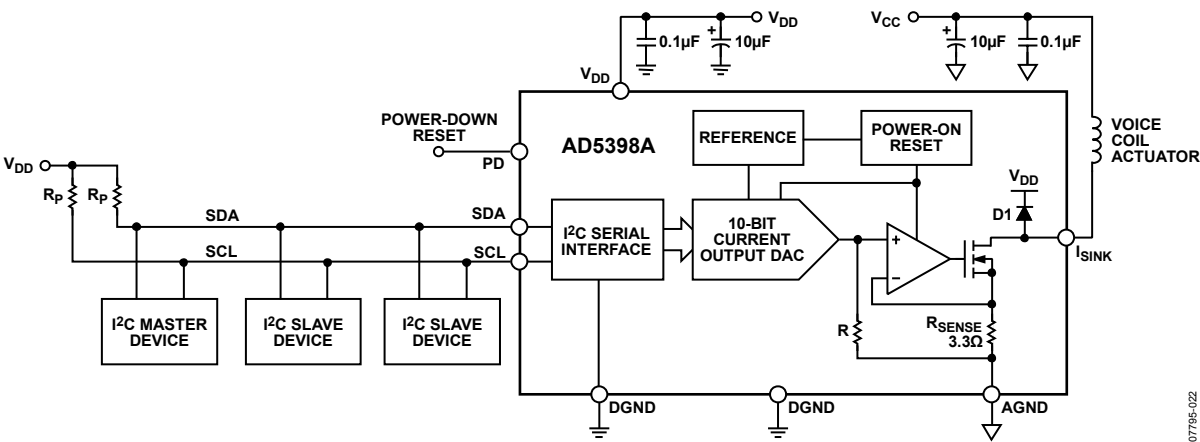 VDD
0.1µF
+
10µF
VCC
+
10µF
0.1µF
VDD
POWER-DOWN
RESET
PD
AD5398A
REFERENCE
POWER-ON
RESET
VOICE
COIL
ACTUATOR
VDD
RP
RP
VDD
D1
SDA
SDA
I²C SERIAL
INTERFACE
10-BIT
CURRENT
OUTPUT DAC
+
–
ISINK
SCL
SCL
I²C MASTER
DEVICE
I²C SLAVE
DEVICE
I²C SLAVE
DEVICE
R
RSENSE
3.3Ω
DGND
DGND
AGND
07795-022